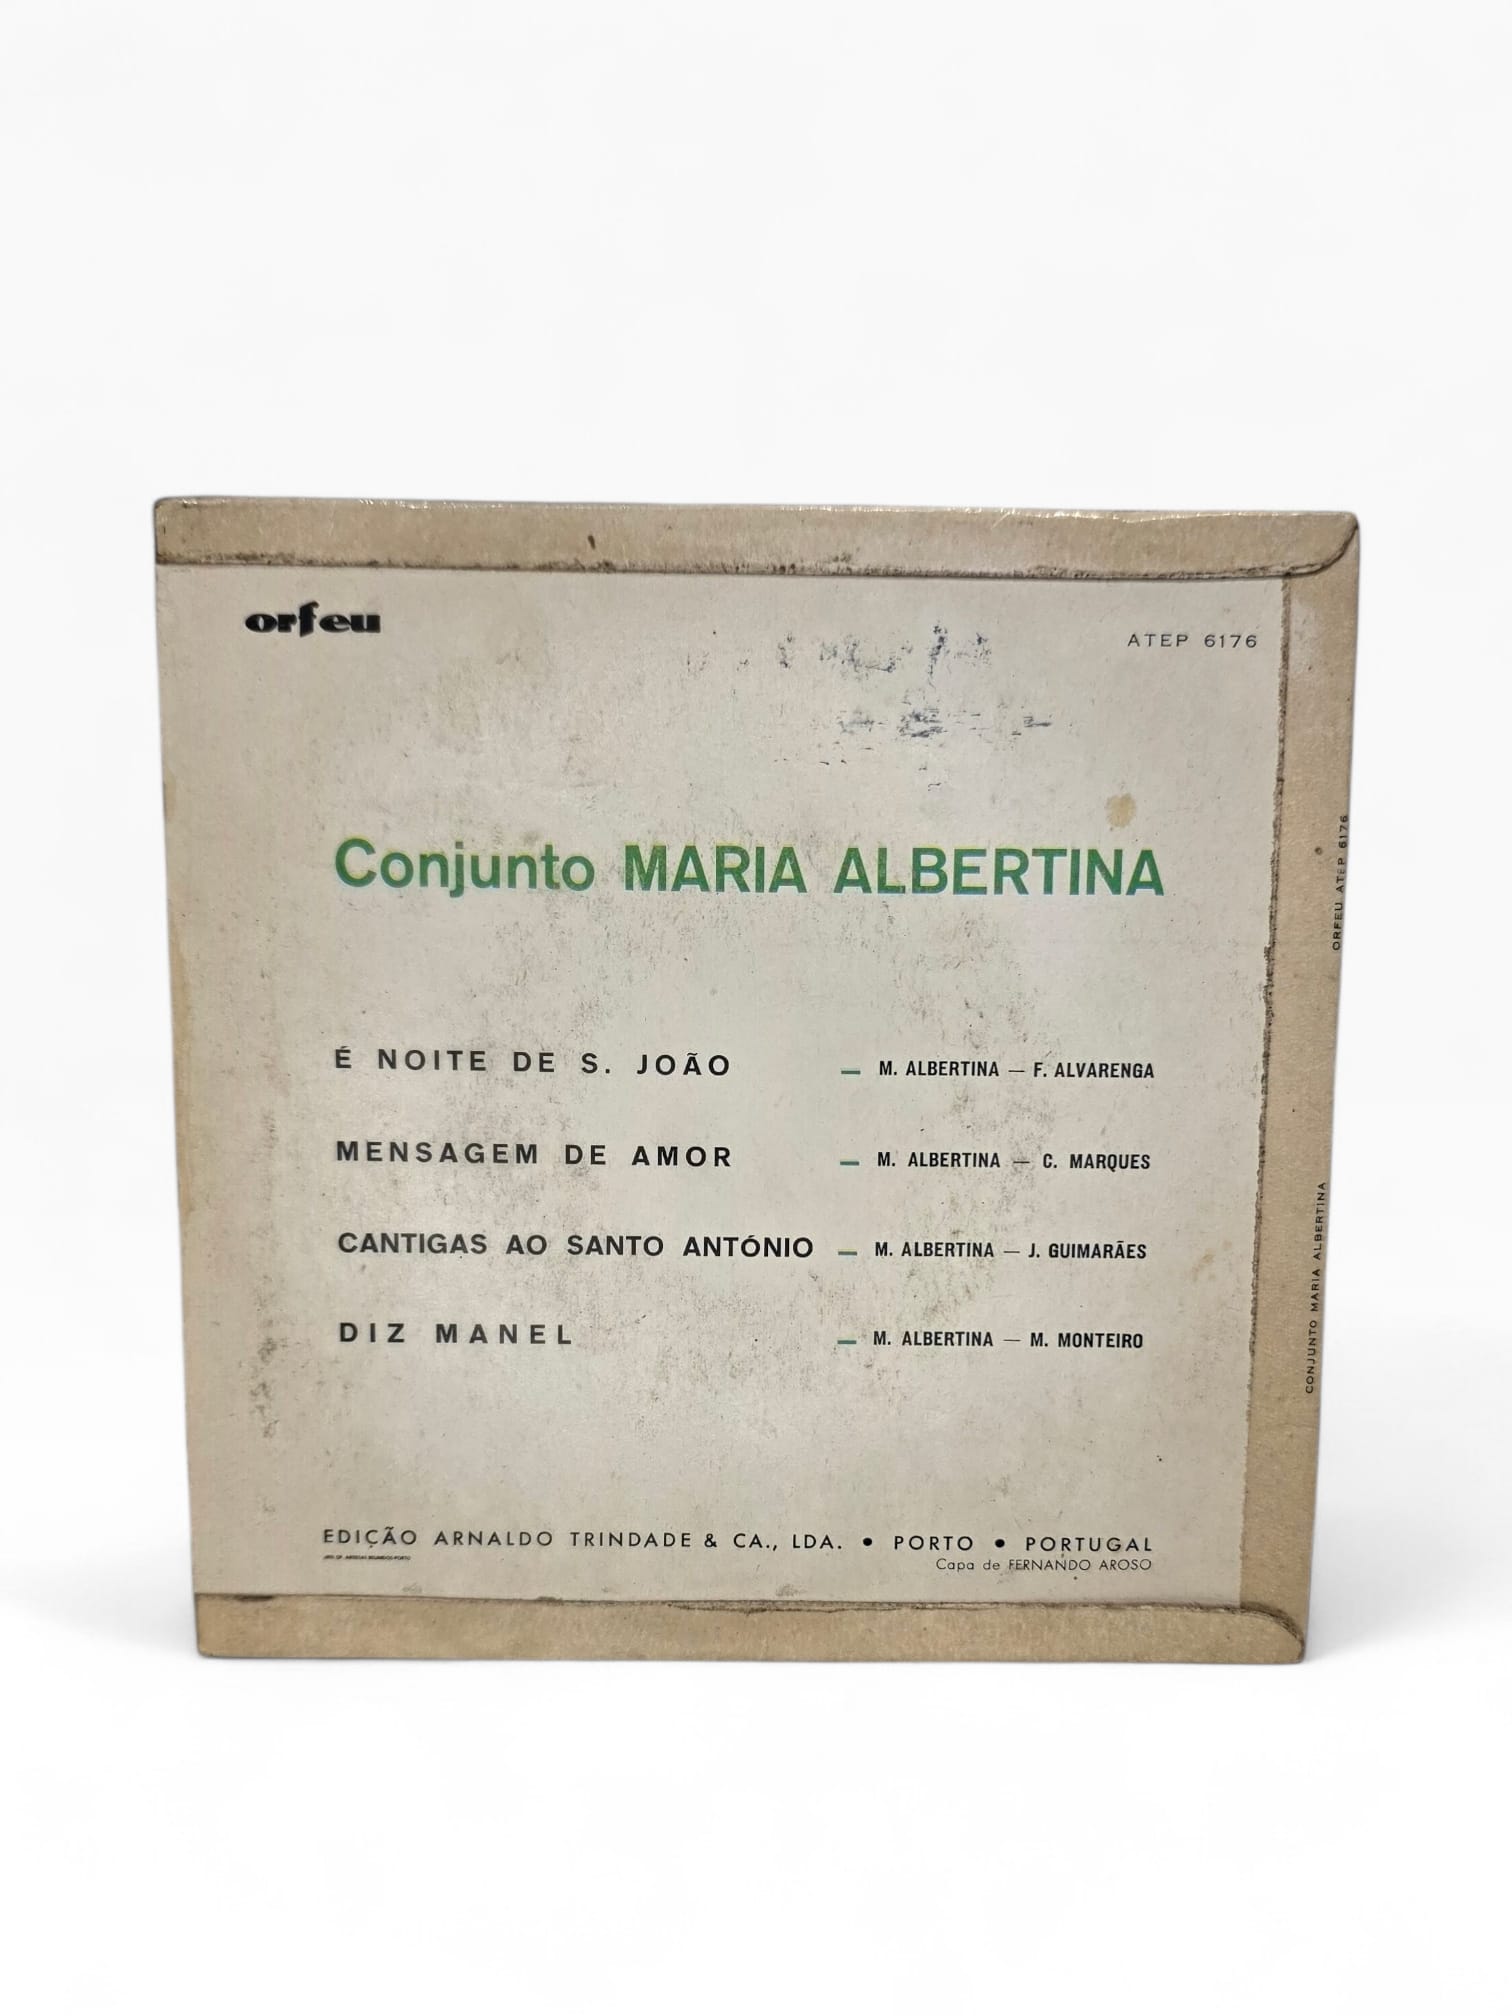 orfeu
ATEP 6176
Conjunto MARIA ALBERTINA
É NOITE DE S. JOÃO — M. ALBERTINA — F. ALVARENGA
MENSAGEM DE AMOR — M. ALBERTINA — C. MARQUES
CANTIGAS AO SANTO ANTÓNIO — M. ALBERTINA — J. GUIMARÃES
DIZ MANEL — M. ALBERTINA — M. MONTEIRO
EDIÇÃO ARNALDO TRINDADE & CA., LDA. • PORTO • PORTUGAL
Capa de FERNANDO AROSO
CONJUNTO MARIA ALBERTINA
ORFEU ATEP 6176